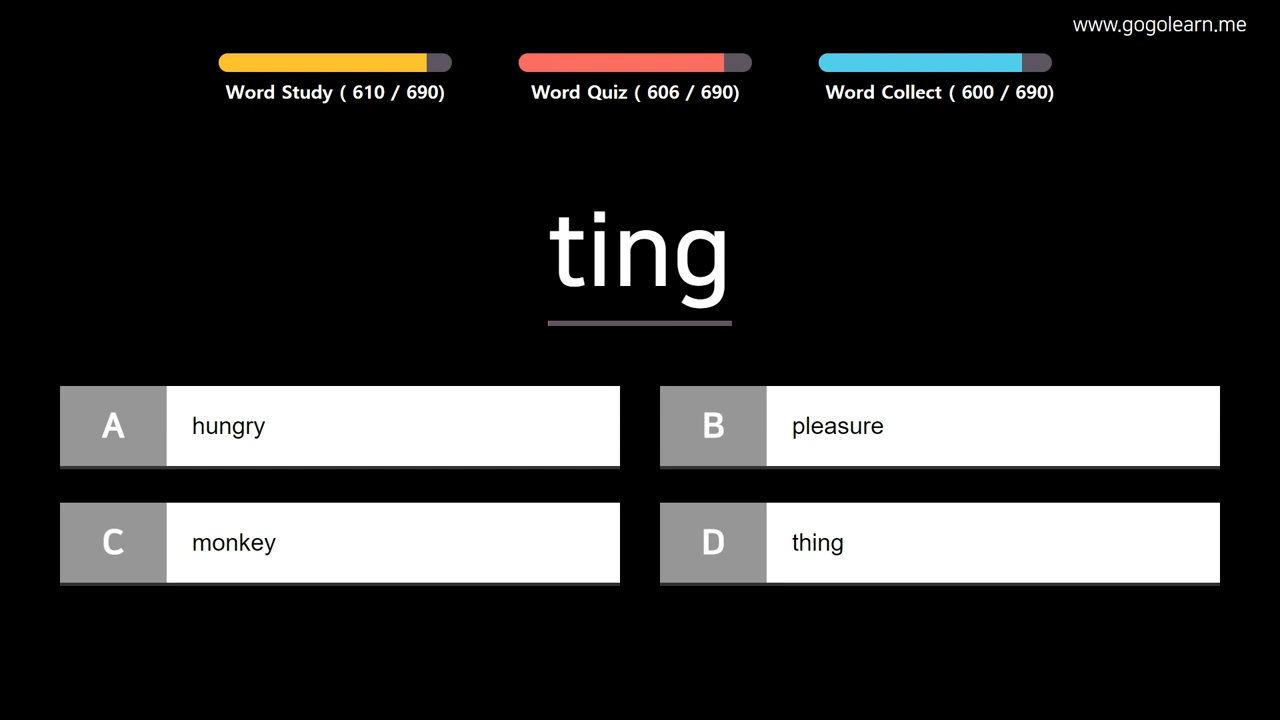 www.gogolearn.me
Word Study ( 610 / 690)
Word Quiz ( 606 / 690)
Word Collect ( 600 / 690)
ting
A hungry
B pleasure
C monkey
D thing